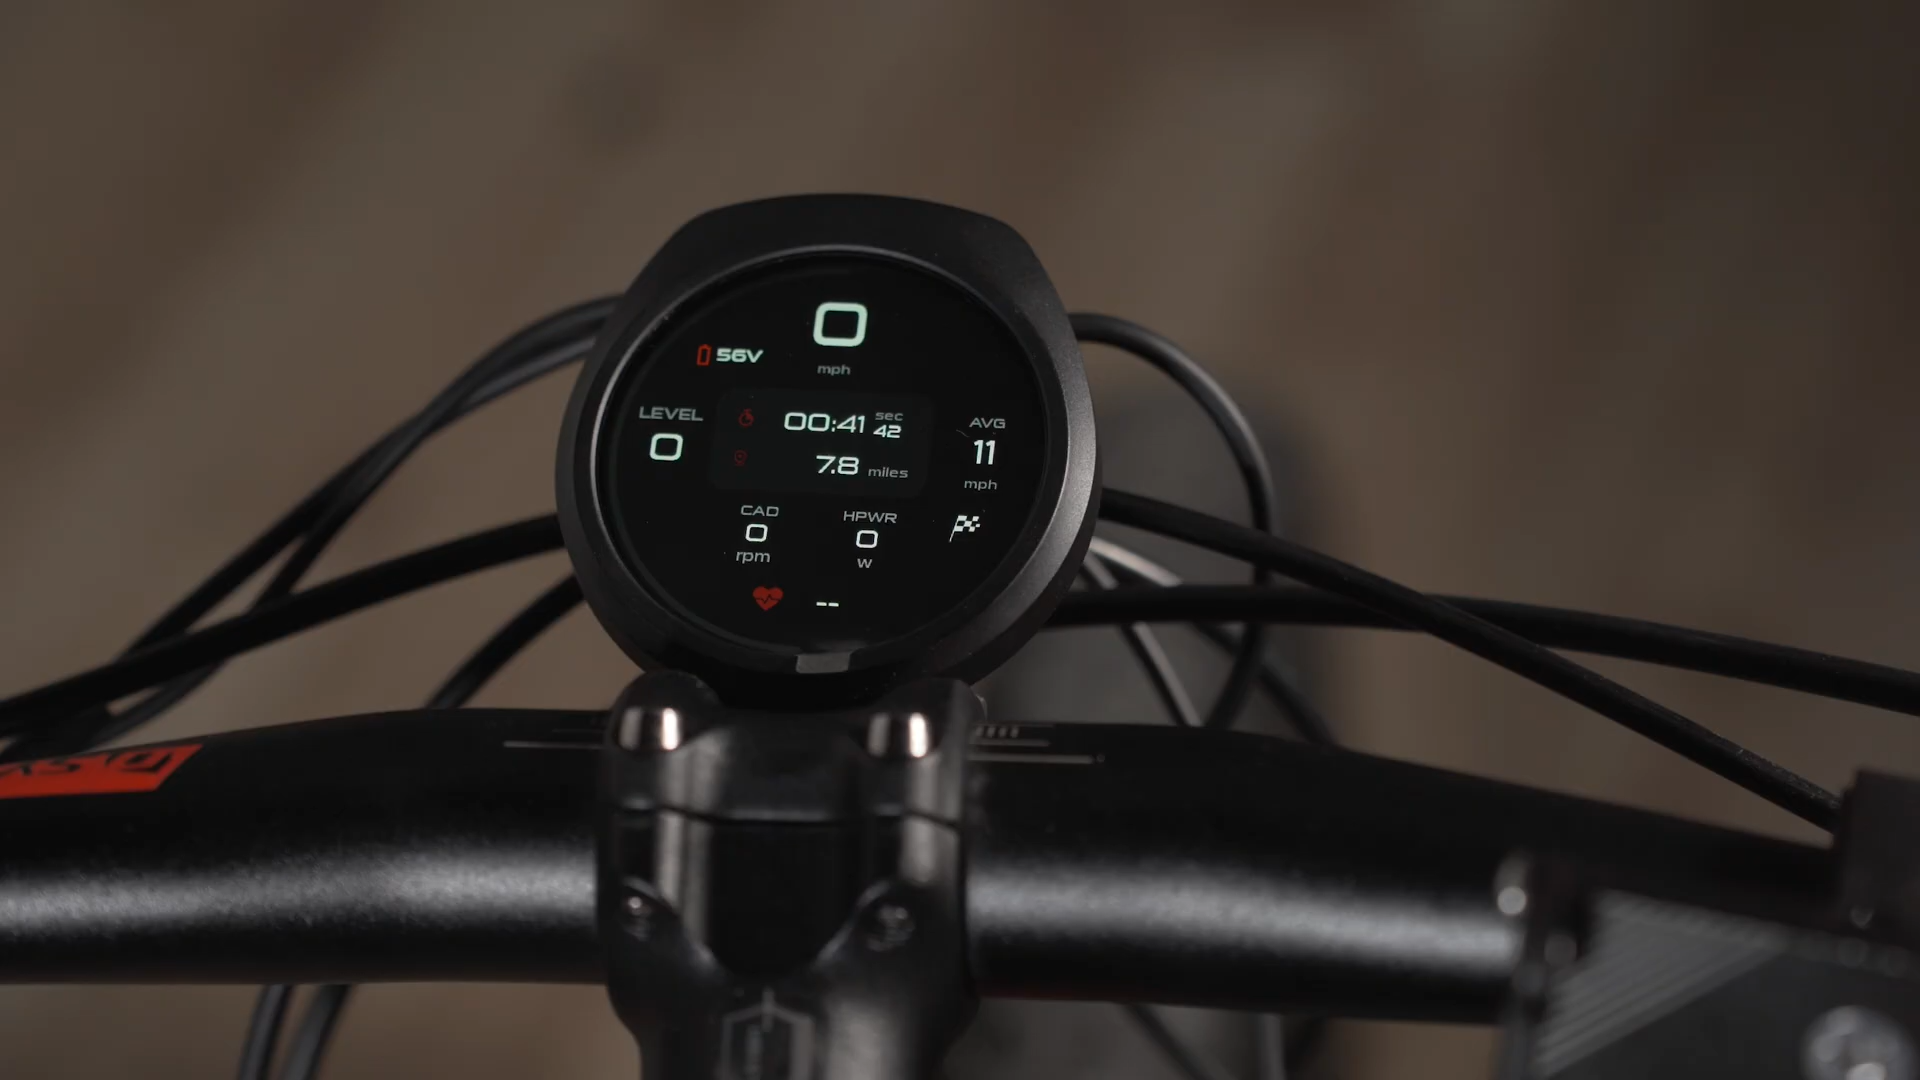 0
mph
56V
LEVEL
0
00:41 sec 42
7.8 miles
AVG
11
mph
CAD
0
rpm
HPWR
0
w
--